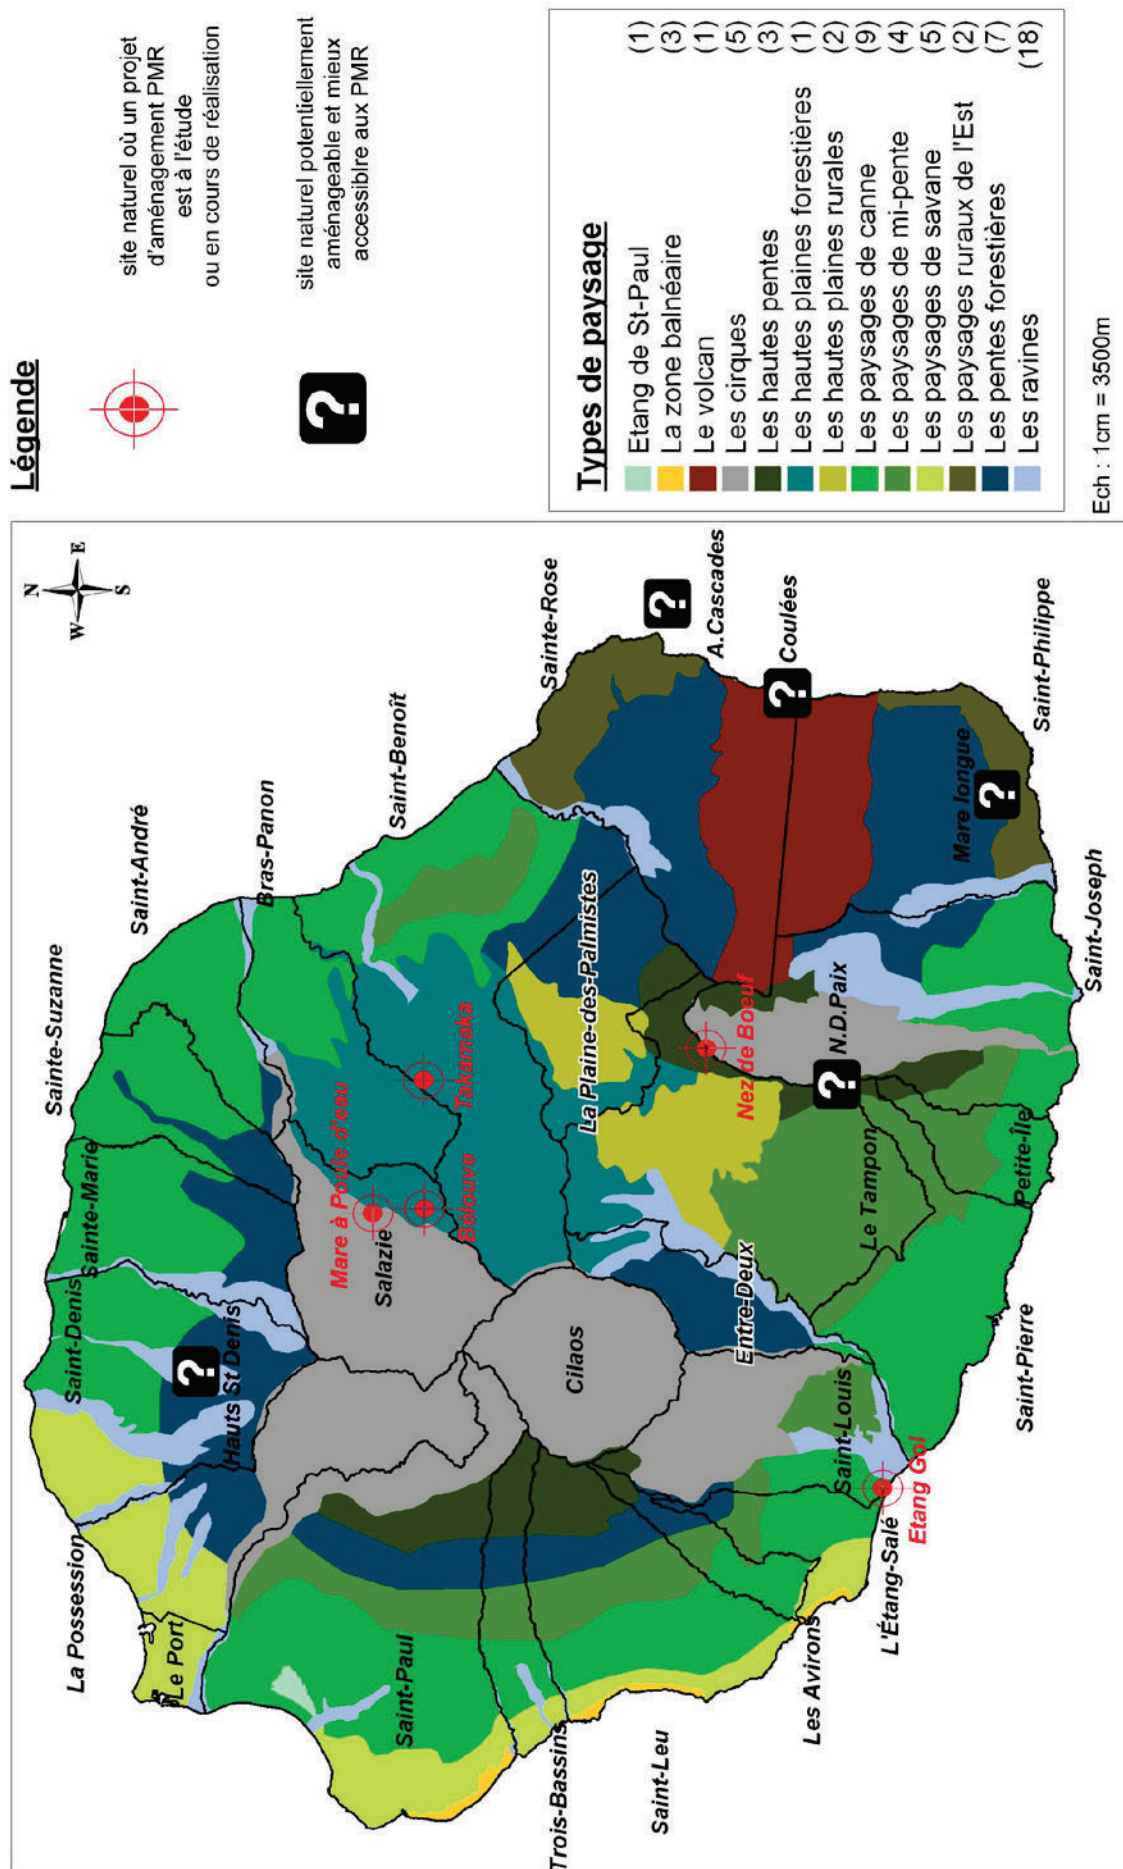 Légende
site naturel où un projet
d'aménagement PMR
est à l'étude
ou en cours de réalisation
?
site naturel potentiellement
aménageable et mieux
accessiblre aux PMR
Types de paysage
Etang de St-Paul (1)
La zone balnéaire (3)
Le volcan (1)
Les cirques (5)
Les hautes pentes (3)
Les hautes plaines forestières (1)
Les hautes plaines rurales (2)
Les paysages de canne (9)
Les paysages de mi-pente (4)
Les paysages de savane (5)
Les paysages ruraux de l'Est (2)
Les pentes forestières (7)
Les ravines (18)
Ech : 1cm = 3500m
N
W
E
S
La Possession
Le Port
Saint-Denis
Sainte-Marie
Sainte-Suzanne
Saint-André
Bras-Panon
Saint-Benoît
Sainte-Rose
?
Hauts St Denis
Mare à Poule d'eau
Salazie
Belouve
Takamaka
Saint-Paul
Trois-Bassins
Cilaos
La Plaine-des-Palmistes
?
A.Cascades
Saint-Leu
Entre-Deux
Nez de Boeuf
?
Coulées
?
N.D.Paix
Les Avirons
Saint-Louis
Le Tampon
L'Étang-Salé
Etang Gol
Mare longue
?
Petite-Île
Saint-Pierre
Saint-Joseph
Saint-Philippe